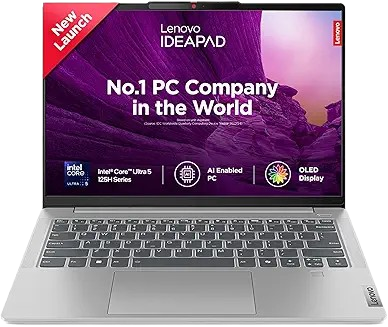 New
Launch
Lenovo
IDEAPAD
Lenovo
No.1 PC Company
in the World
intel
CORE
ULTRA 5
Intel® Core™ Ultra 5
125H Series
AI Enabled
PC
OLED
Display
Lenovo